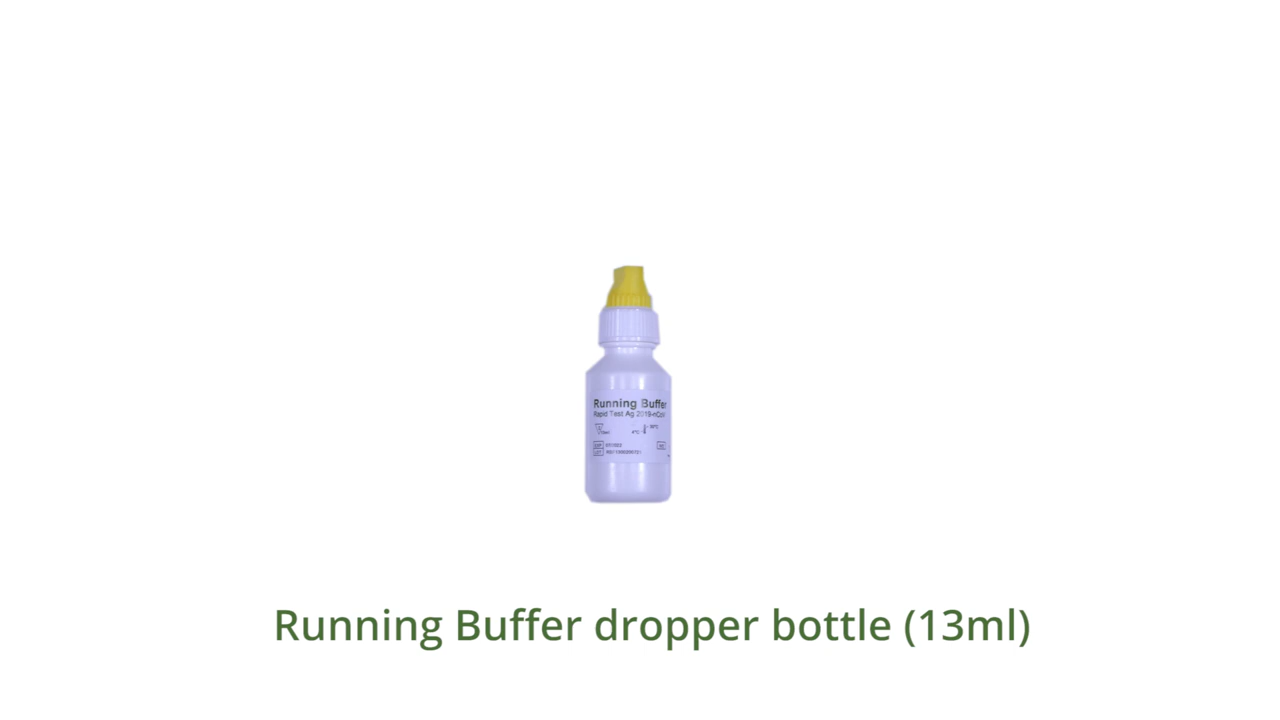 Running Buffer
Rapid Test Ag 2019-nCoV
Running Buffer dropper bottle (13ml)